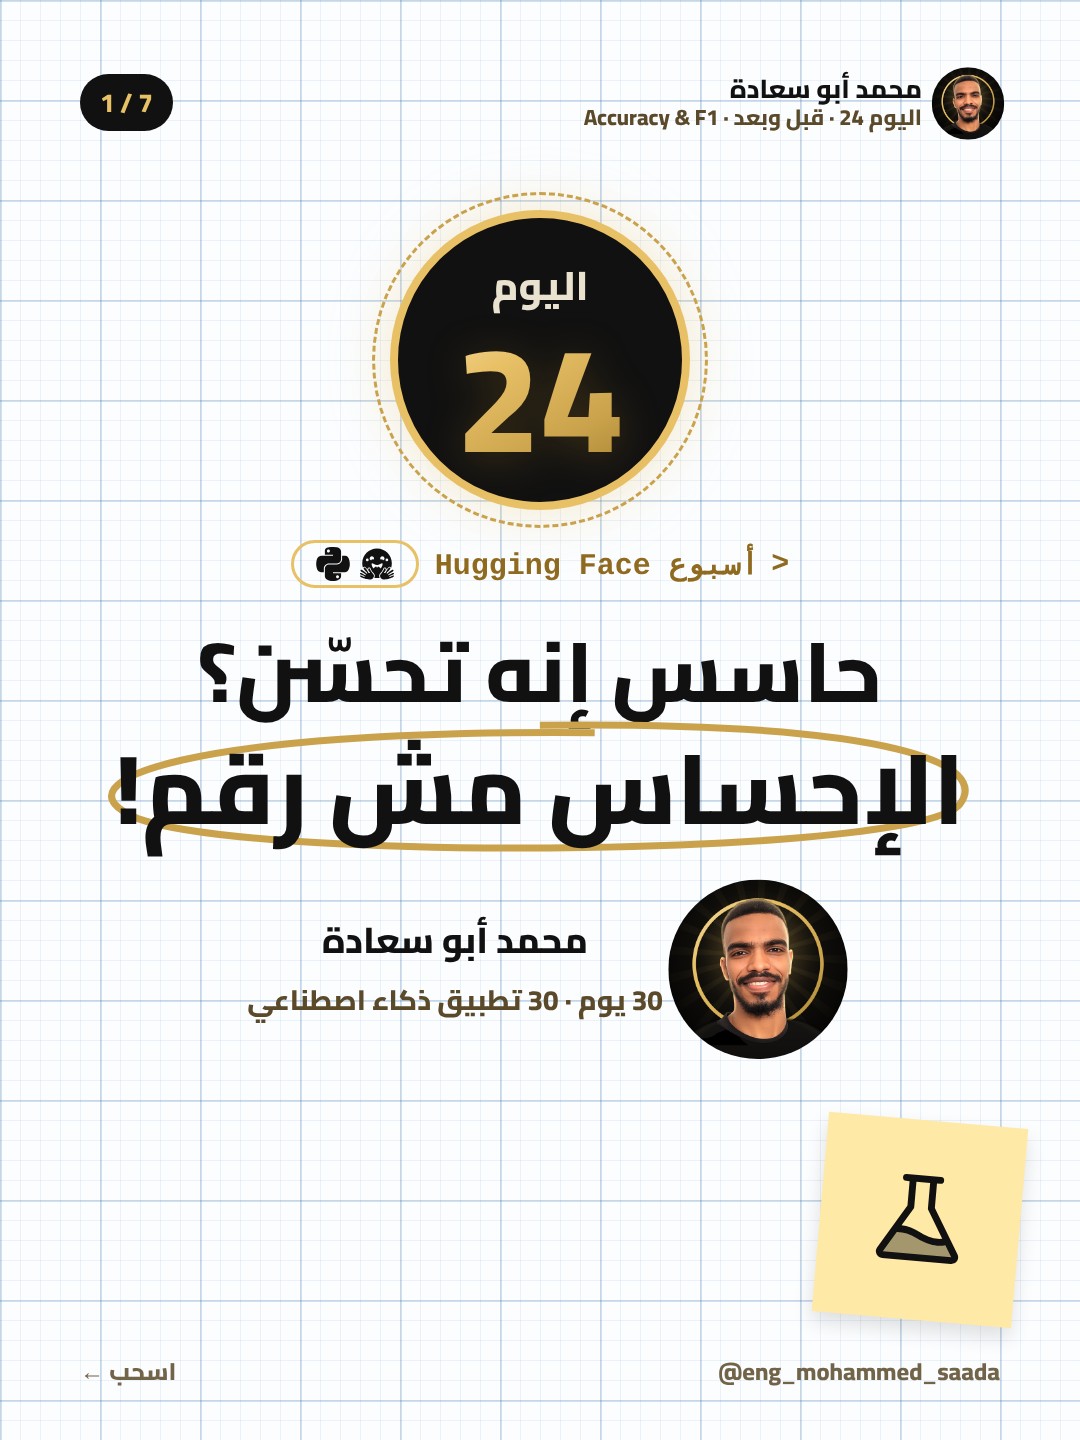 محمد أبو سعادة
اليوم 24 · قبل وبعد · Accuracy & F1
1 / 7
اليوم
24
> أسبوع Hugging Face
حاسس إنه تحسّن؟
الإحساس مش رقم!
محمد أبو سعادة
30 يوم · 30 تطبيق ذكاء اصطناعي
@eng_mohammed_saada
اسحب ←